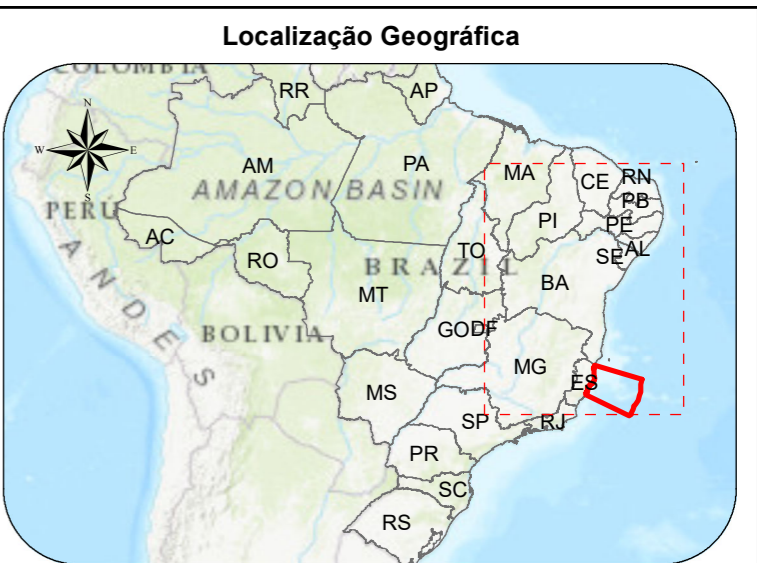 Localização Geográfica
COLOMBIA
RR
AP
N
W
E
S
AM
PA
MA
CE
RN
AMAZON BASIN
PB
PERÚ
PI
PE
AC
TO
AL
SE
RO
BRAZIL
BA
MT
ANDES
GO
DF
BOLIVIA
MG
MS
ES
SP
RJ
PR
SC
RS